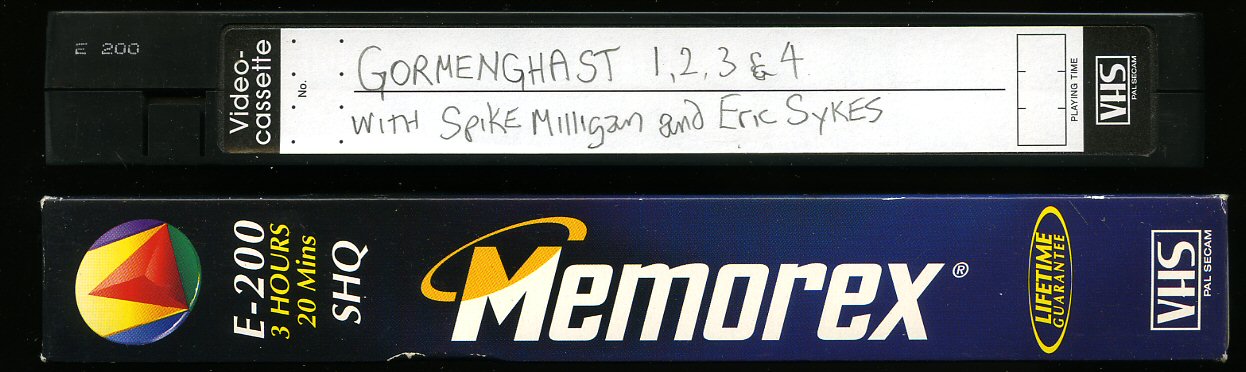 E 200
Video-
cassette
No.
GORMENGHAST 1, 2, 3 & 4
WITH SpiKE Milligan and Eric SyKES
PLAYING TIME
VHS
PAL SECAM
E-200
3 HOURS
20 Mins
SHQ
Memorex®
LIFETIME
GUARANTEE
VHS
PAL SECAM